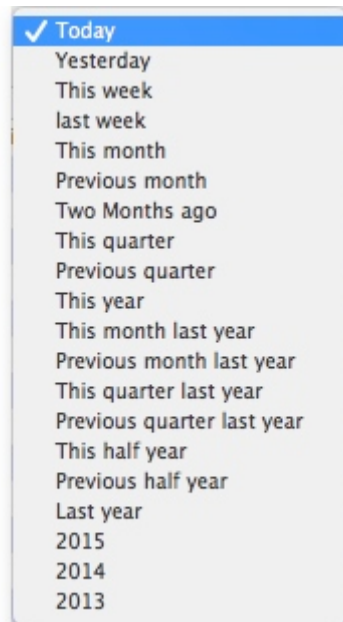 Today
Yesterday
This week
last week
This month
Previous month
Two Months ago
This quarter
Previous quarter
This year
This month last year
Previous month last year
This quarter last year
Previous quarter last year
This half year
Previous half year
Last year
2015
2014
2013